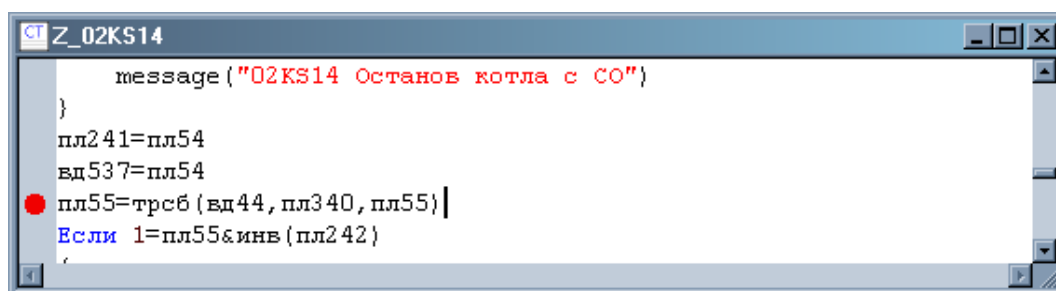 CT Z_02KS14
message("02KS14 Останов котла с СО")
}
пл241=пл54
вд537=пл54
пл55=трсб(вд44,пл340,пл55)
Если 1=пл55&инв(пл242)